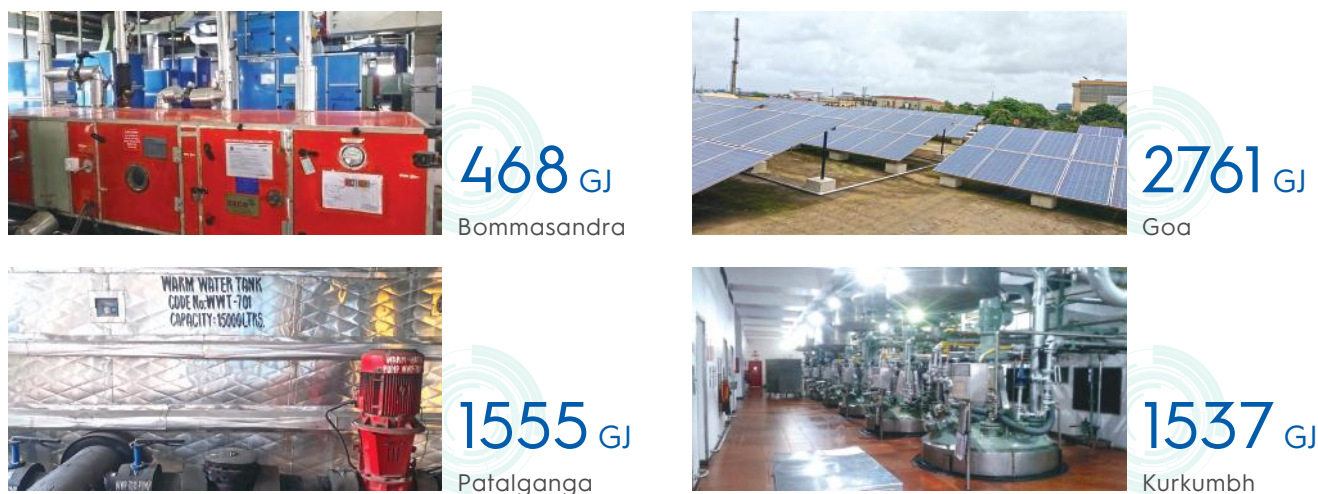 468 GJ
Bommasandra
2761 GJ
Goa
WARM WATER TANK
CODE No:WWT-701
CAPACITY:15000LTRS.
WARM
1555 GJ
Patalganga
1537 GJ
Kurkumbh